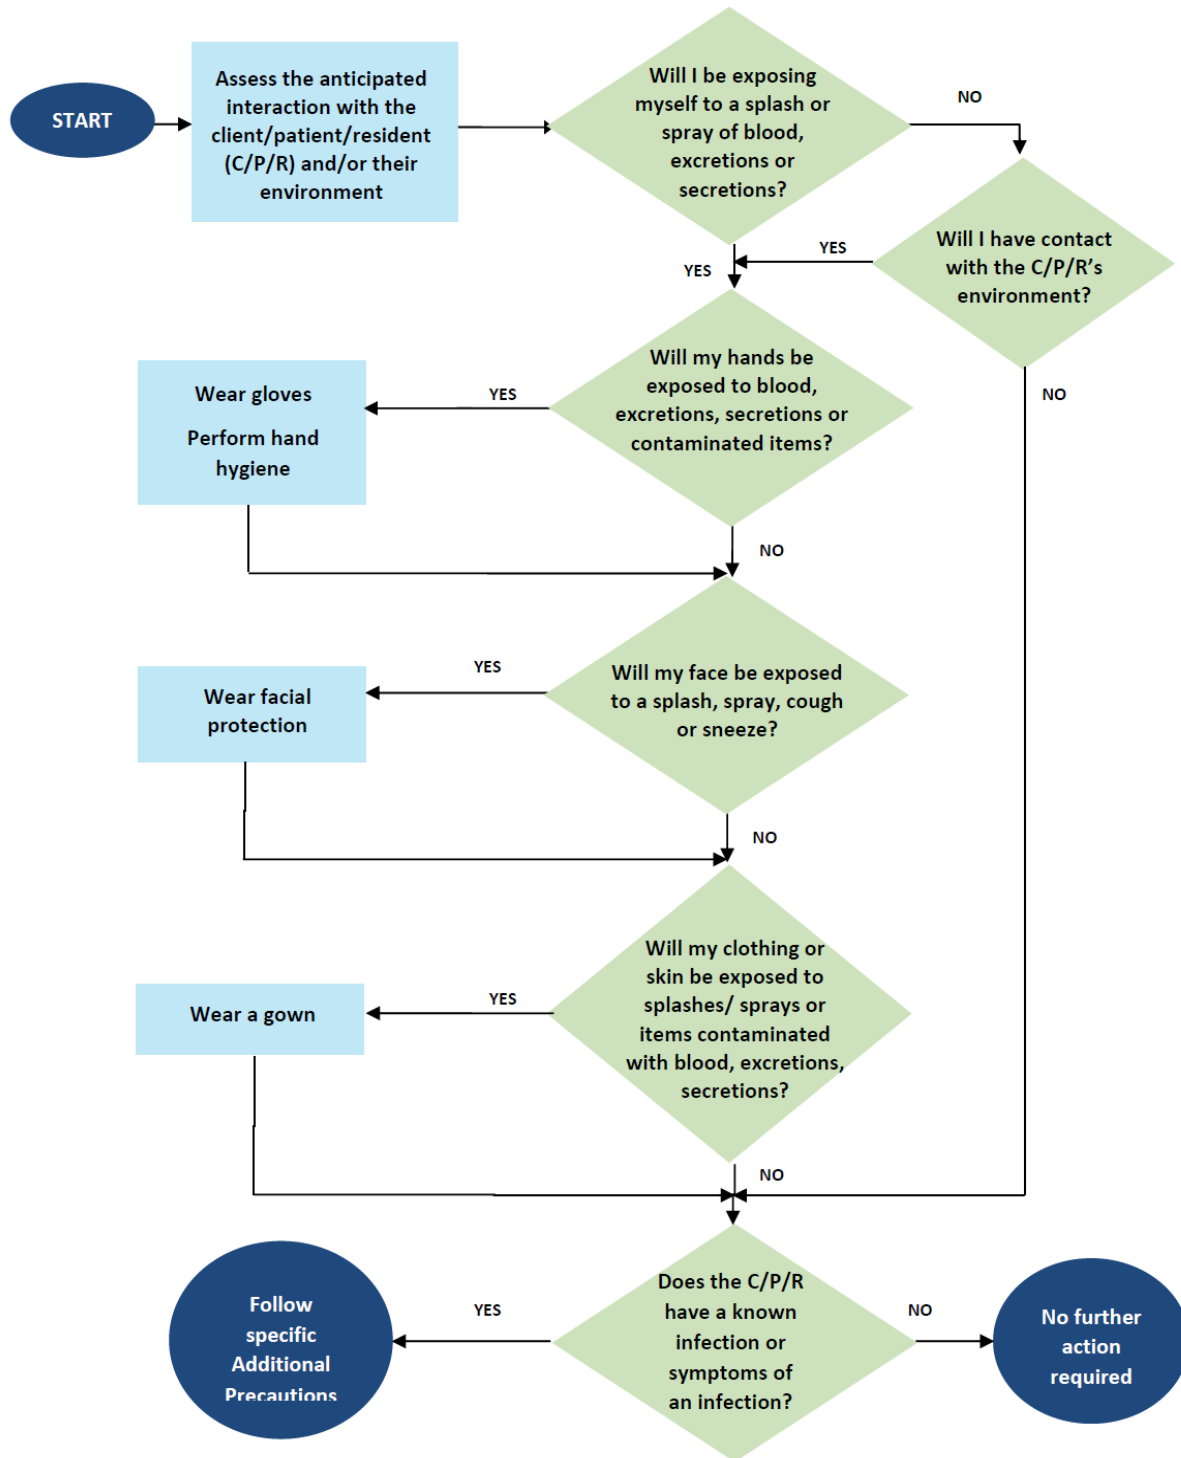 START
Assess the anticipated
interaction with the
client/patient/resident
(C/P/R) and/or their
environment
Will I be exposing
myself to a splash or
spray of blood,
excretions or
secretions?
NO
YES
YES
Will I have contact
with the C/P/R's
environment?
NO
Will my hands be
exposed to blood,
excretions, secretions or
contaminated items?
YES
Wear gloves
Perform hand
hygiene
NO
Will my face be exposed
to a splash, spray, cough
or sneeze?
YES
Wear facial
protection
NO
Will my clothing or
skin be exposed to
splashes/ sprays or
items contaminated
with blood, excretions,
secretions?
YES
Wear a gown
NO
Does the C/P/R
have a known
infection or
symptoms of
an infection?
YES
Follow
specific
Additional
Precautions
NO
No further
action
required